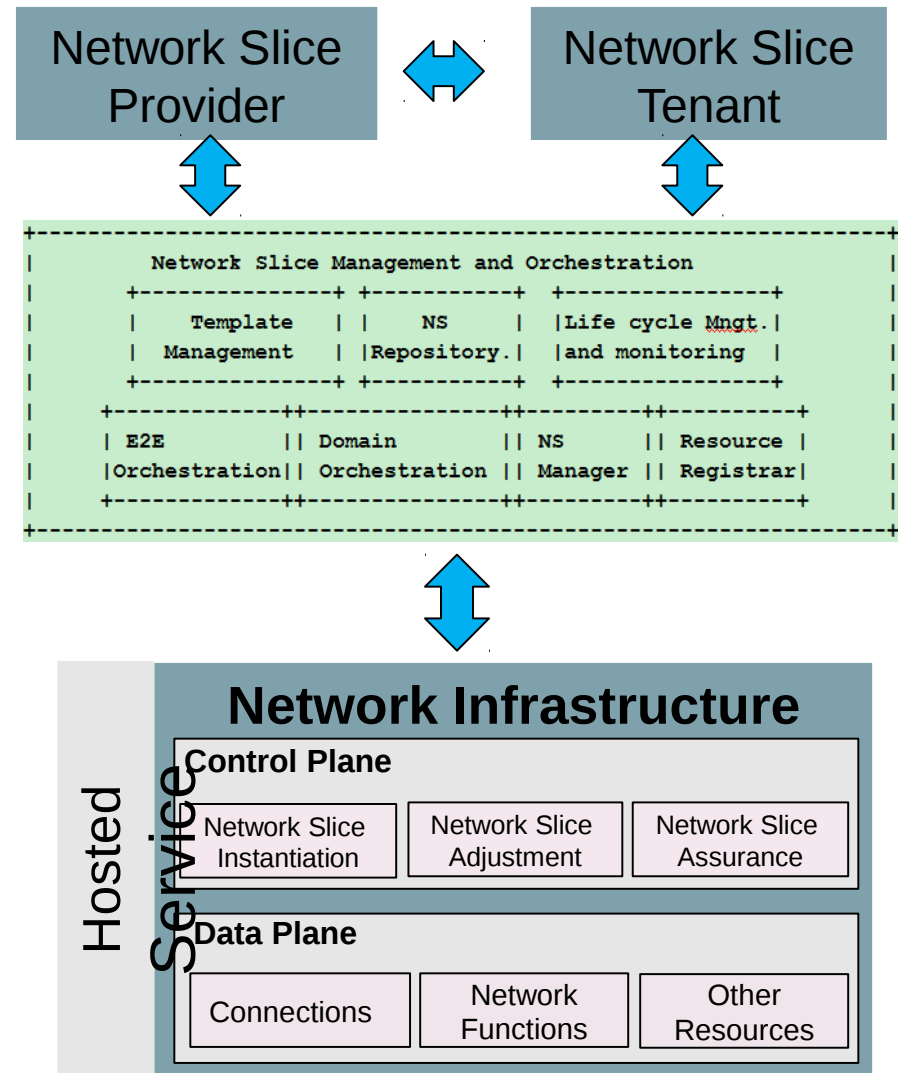 Network Slice
Provider
Network Slice
Tenant
+-------------------------------------------------------------------------------+
| Network Slice Management and Orchestration |
| +---------------+ +-----------+ +----------------+ |
| | Template | | NS | |Life cycle Mngt.| |
| | Management | |Repository.| |and monitoring | |
| +---------------+ +-----------+ +----------------+ |
| +-------------++---------------++---------++----------+ |
| | E2E || Domain || NS || Resource | |
| |Orchestration|| Orchestration || Manager || Registrar| |
| +-------------++---------------++---------++----------+ |
+-------------------------------------------------------------------------------+
Network Infrastructure
Hosted
Service
Control Plane
Network Slice
Instantiation
Network Slice
Adjustment
Network Slice
Assurance
Data Plane
Connections
Network
Functions
Other
Resources